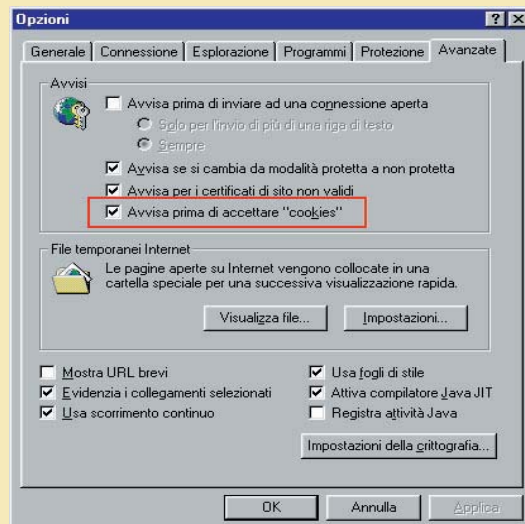 Opzioni
Generale
Connessione
Esplorazione
Programmi
Protezione
Avanzate
Avvisi
Avvisa prima di inviare ad una connessione aperta
Solo per l'invio di più di una riga di testo
Sempre
Avvisa se si cambia da modalità protetta a non protetta
Avvisa per i certificati di sito non validi
Avvisa prima di accettare "cookies"
File temporanei Internet
Le pagine aperte su Internet vengono collocate in una
cartella speciale per una successiva visualizzazione rapida.
Visualizza file...
Impostazioni...
Mostra URL brevi
Evidenzia i collegamenti selezionati
Usa scorrimento continuo
Usa fogli di stile
Attiva compilatore Java JIT
Registra attività Java
Impostazioni della crittografia...
OK
Annulla
Applica